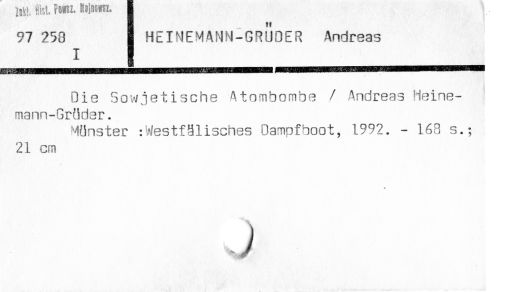 Zakł. Hist. Powsz. Najnowsz.
97 258
I
HEINEMANN-GRÜDER Andreas
Die Sowjetische Atombombe / Andreas Heine-
mann-Grüder.
Münster :Westfälisches Dampfboot, 1992. - 168 s.;
21 cm